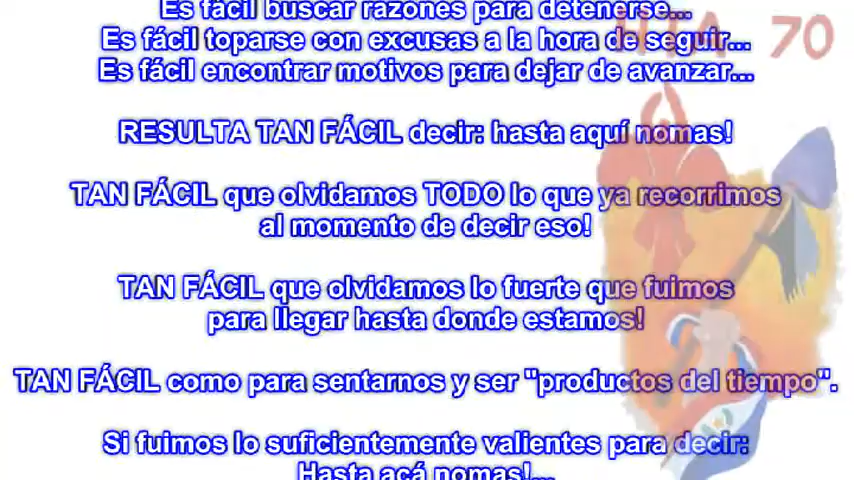 Es fácil buscar razones para detenerse...
Es fácil toparse con excusas a la hora de seguir...
Es fácil encontrar motivos para dejar de avanzar...
RESULTA TAN FÁCIL decir: hasta aquí nomas!
TAN FÁCIL que olvidamos TODO lo que ya recorrimos
al momento de decir eso!
TAN FÁCIL que olvidamos lo fuerte que fuimos
para llegar hasta donde estamos!
TAN FÁCIL como para sentarnos y ser "productos del tiempo".
Si fuimos lo suficientemente valientes para decir:
Hasta acá nomas!...
70